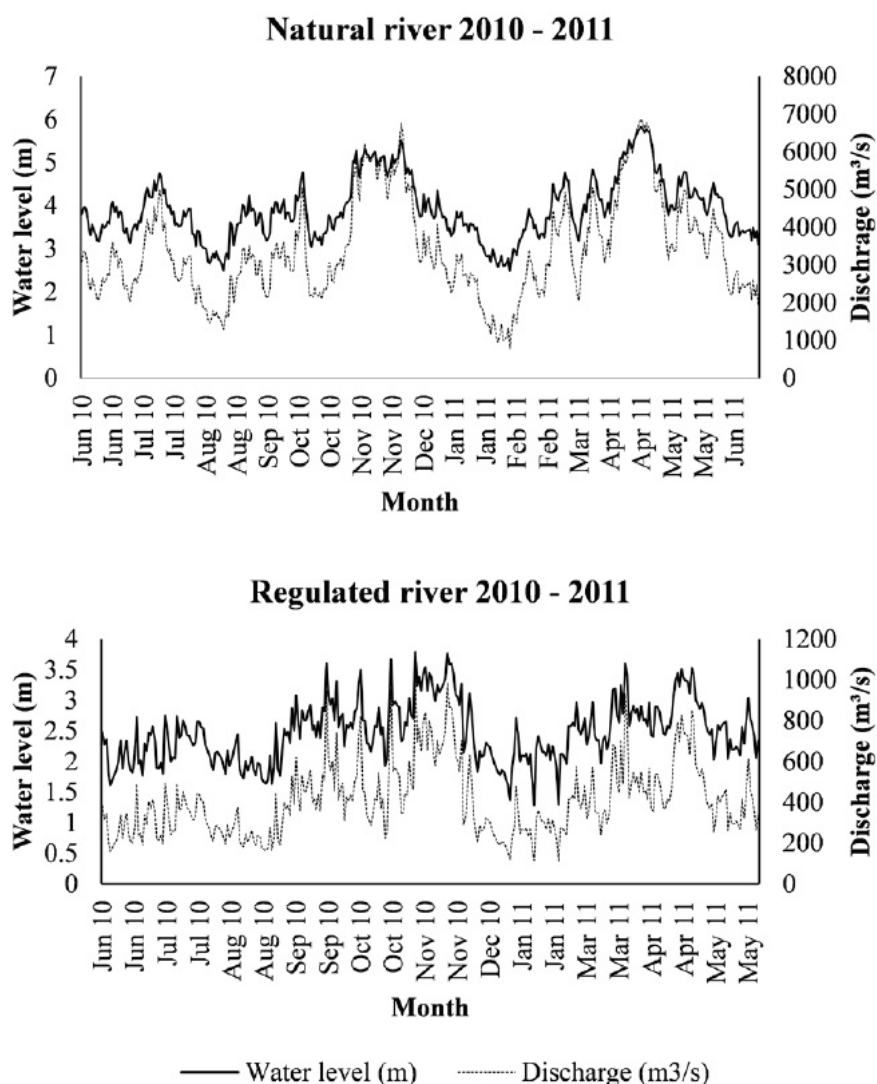 Natural river 2010 - 2011
Water level (m)
7
6
5
4
3
2
1
0
8000
7000
6000
5000
4000
3000
2000
1000
0
Dischrage (m³/s)
Jun 10
Jun 10
Jul 10
Jul 10
Aug 10
Aug 10
Sep 10
Oct 10
Oct 10
Nov 10
Nov 10
Dec 10
Jan 11
Jan 11
Feb 11
Feb 11
Mar 11
Apr 11
Apr 11
May 11
May 11
Jun 11
Month
Regulated river 2010 - 2011
Water level (m)
4
3.5
3
2.5
2
1.5
1
0.5
0
1200
1000
800
600
400
200
0
Discharge (m³/s)
Jun 10
Jun 10
Jul 10
Jul 10
Aug 10
Aug 10
Sep 10
Sep 10
Oct 10
Oct 10
Nov 10
Nov 10
Dec 10
Jan 11
Jan 11
Mar 11
Mar 11
Apr 11
Apr 11
May 11
May 11
Month
Water level (m) Discharge (m3/s)